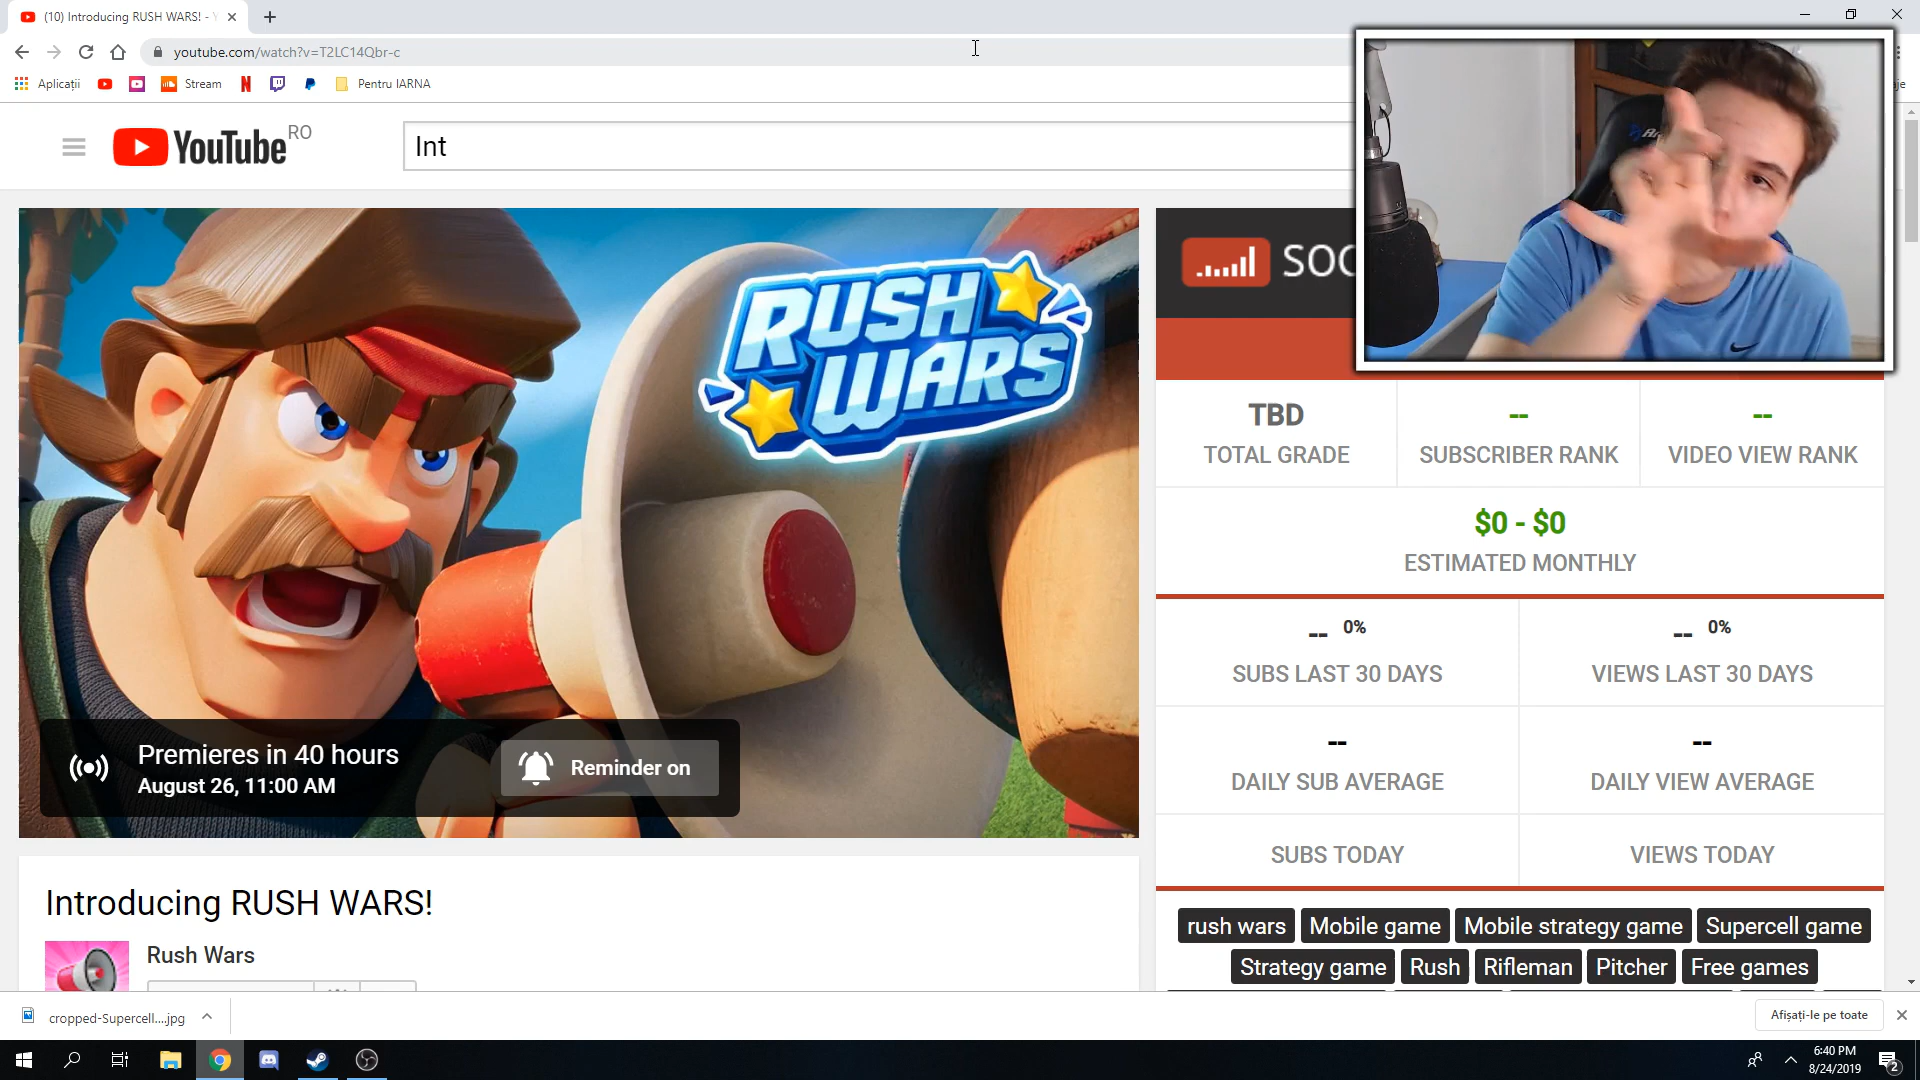 (10) Introducing RUSH WARS! -
youtube.com/watch?v=T2LC14Qbr-c
Aplicații
Stream
Pentru IARNA
YouTube RO
Int
RUSH WARS
Premieres in 40 hours
August 26, 11:00 AM
Reminder on
Introducing RUSH WARS!
Rush Wars
SOC
TBD
TOTAL GRADE
--
SUBSCRIBER RANK
--
VIDEO VIEW RANK
$0 - $0
ESTIMATED MONTHLY
-- 0%
SUBS LAST 30 DAYS
-- 0%
VIEWS LAST 30 DAYS
--
DAILY SUB AVERAGE
--
DAILY VIEW AVERAGE
SUBS TODAY
VIEWS TODAY
rush wars Mobile game Mobile strategy game Supercell game
Strategy game Rush Rifleman Pitcher Free games
cropped-Supercell....jpg
Afișați-le pe toate
6:40 PM
8/24/2019
2